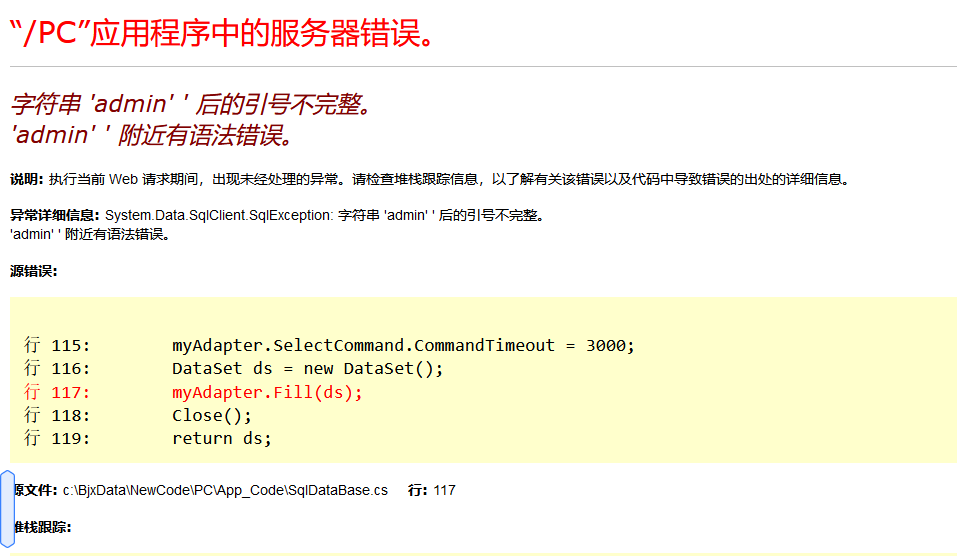 “/PC”应用程序中的服务器错误。
字符串 'admin' ' 后的引号不完整。
'admin' ' 附近有语法错误。
说明: 执行当前 Web 请求期间，出现未经处理的异常。请检查堆栈跟踪信息，以了解有关该错误以及代码中导致错误的出处的详细信息。
异常详细信息: System.Data.SqlClient.SqlException: 字符串 'admin' ' 后的引号不完整。
'admin' ' 附近有语法错误。
源错误:
行 115:        myAdapter.SelectCommand.CommandTimeout = 3000;
行 116:        DataSet ds = new DataSet();
行 117:        myAdapter.Fill(ds);
行 118:        Close();
行 119:        return ds;
源文件: c:\BjxData\NewCode\PC\App_Code\SqlDataBase.cs    行: 117
堆栈跟踪: